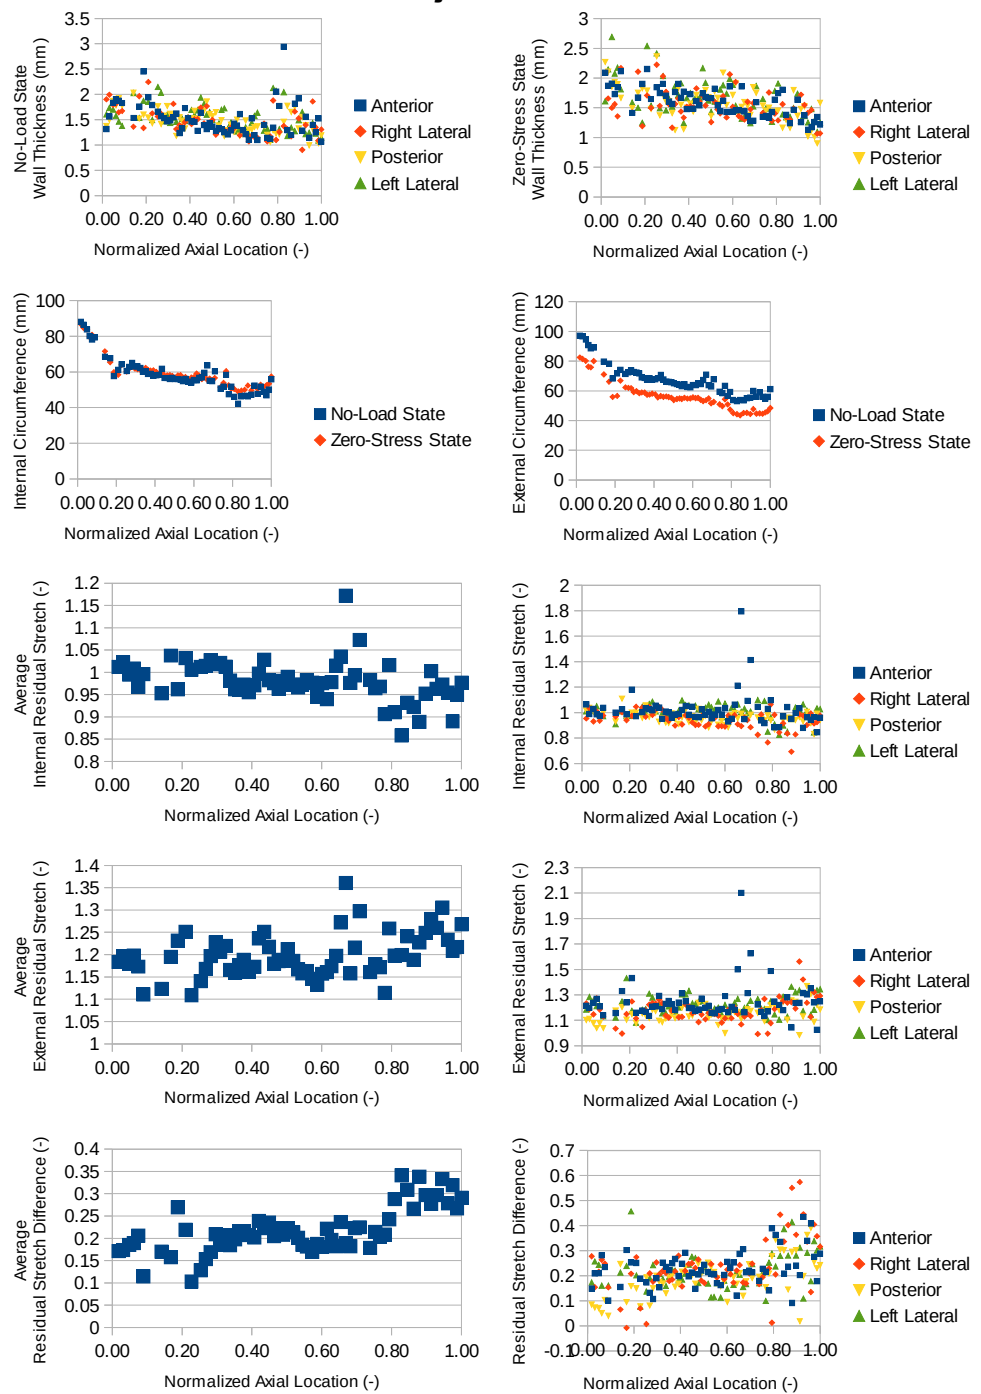 3.5
3
2.5
2
1.5
1
0.5
0
No-Load State
Wall Thickness (mm)
0.00 0.20 0.40 0.60 0.80 1.00
Normalized Axial Location (-)
Anterior
Right Lateral
Posterior
Left Lateral
3
2.5
2
1.5
1
0.5
0
Zero-Stress State
Wall Thickness (mm)
0.00 0.20 0.40 0.60 0.80 1.00
Normalized Axial Location (-)
Anterior
Right Lateral
Posterior
Left Lateral
100
80
60
40
20
0
Internal Circumference (mm)
0.00 0.20 0.40 0.60 0.80 1.00
Normalized Axial Location (-)
No-Load State
Zero-Stress State
120
100
80
60
40
20
0
External Circumference (mm)
0.00 0.20 0.40 0.60 0.80 1.00
Normalized Axial Location (-)
No-Load State
Zero-Stress State
1.2
1.15
1.1
1.05
1
0.95
0.9
0.85
0.8
Average
Internal Residual Stretch (-)
0.00 0.20 0.40 0.60 0.80 1.00
Normalized Axial Location (-)
2
1.8
1.6
1.4
1.2
1
0.8
0.6
Internal Residual Stretch (-)
0.00 0.20 0.40 0.60 0.80 1.00
Normalized Axial Location (-)
Anterior
Right Lateral
Posterior
Left Lateral
1.4
1.35
1.3
1.25
1.2
1.15
1.1
1.05
1
Average
External Residual Stretch (-)
0.00 0.20 0.40 0.60 0.80 1.00
Normalized Axial Location (-)
2.3
2.1
1.9
1.7
1.5
1.3
1.1
0.9
External Residual Stretch (-)
0.00 0.20 0.40 0.60 0.80 1.00
Normalized Axial Location (-)
Anterior
Right Lateral
Posterior
Left Lateral
0.4
0.35
0.3
0.25
0.2
0.15
0.1
0.05
0
Average
Residual Stretch Difference (-)
0.00 0.20 0.40 0.60 0.80 1.00
Normalized Axial Location (-)
0.7
0.6
0.5
0.4
0.3
0.2
0.1
0
-0.1
Residual Stretch Difference (-)
0.00 0.20 0.40 0.60 0.80 1.00
Normalized Axial Location (-)
Anterior
Right Lateral
Posterior
Left Lateral